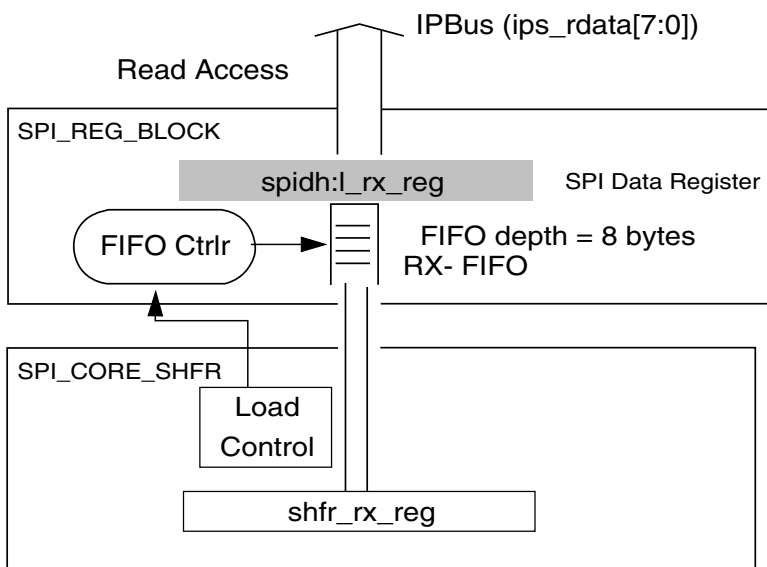 IPBus (ips_rdata[7:0])
Read Access
SPI_REG_BLOCK
spidh:l_rx_reg
SPI Data Register
FIFO Ctrlr
FIFO depth = 8 bytes
RX- FIFO
SPI_CORE_SHFR
Load
Control
shfr_rx_reg